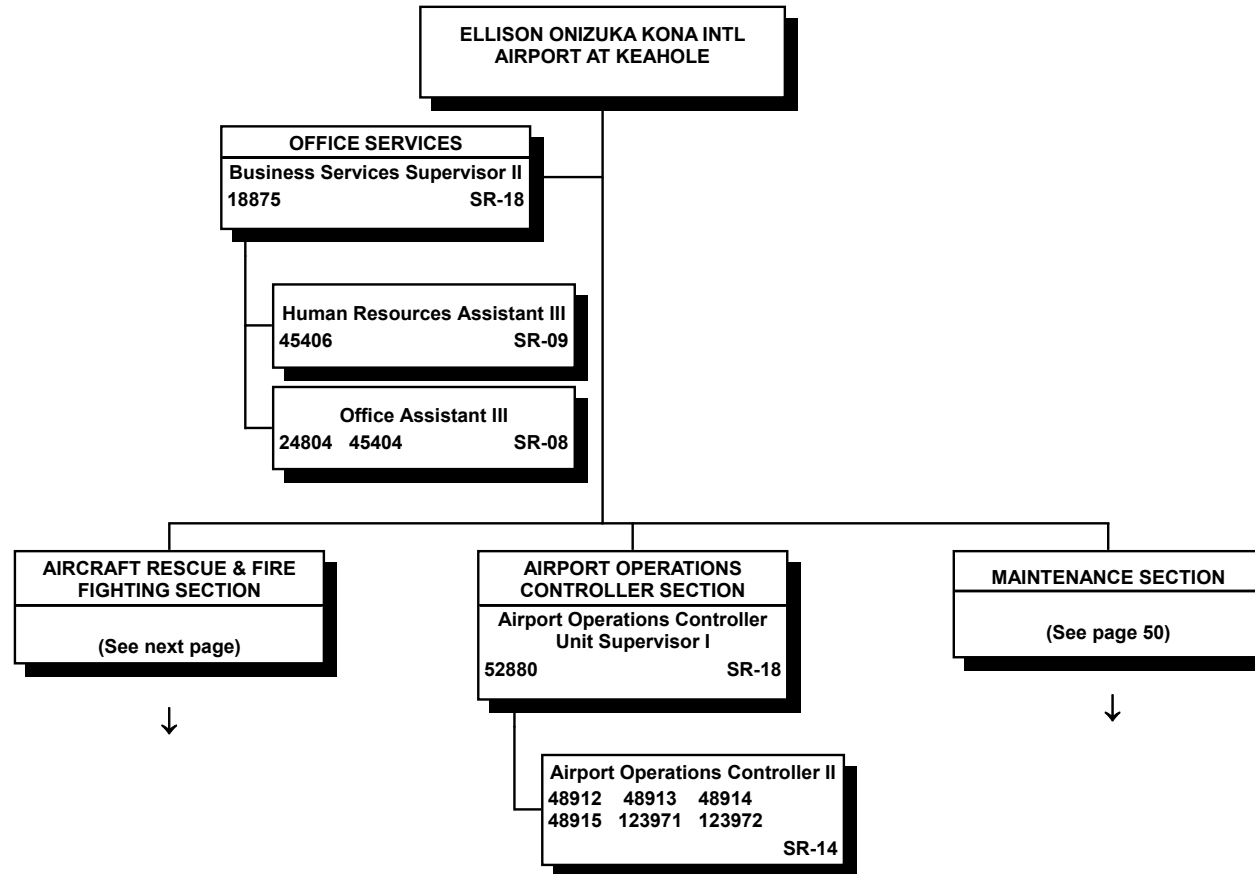 ELLISON ONIZUKA KONA INTL
AIRPORT AT KEAHOLE
OFFICE SERVICES
Business Services Supervisor II
18875 SR-18
Human Resources Assistant III
45406 SR-09
Office Assistant III
24804 45404 SR-08
AIRCRAFT RESCUE & FIRE
FIGHTING SECTION
(See next page)
↓
AIRPORT OPERATIONS
CONTROLLER SECTION
Airport Operations Controller
Unit Supervisor I
52880 SR-18
Airport Operations Controller II
48912 48913 48914
48915 123971 123972
SR-14
MAINTENANCE SECTION
(See page 50)
↓